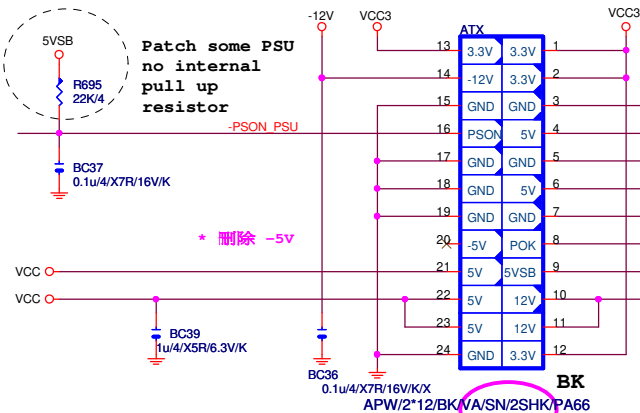 -12V
VCC3
VCC3
5VSB
Patch some PSU
no internal
pull up
resistor
R695
22K/4
ATX
13 3.3V 3.3V 1
14 -12V 3.3V 2
15 GND GND 3
-PSON_PSU
16 PSON 5V 4
17 GND GND 5
18 GND 5V 6
19 GND GND 7
20 -5V POK 8
21 5V 5VSB 9
22 5V 12V 10
23 5V 12V 11
24 GND 3.3V 12
BC37
0.1u/4/X7R/16V/K
* 删除 -5V
VCC
VCC
BC39
1u/4/X5R/6.3V/K
BC36
0.1u/4/X7R/16V/K/X
BK
APW/2*12/BK/VA/SN/2SHK/PA66